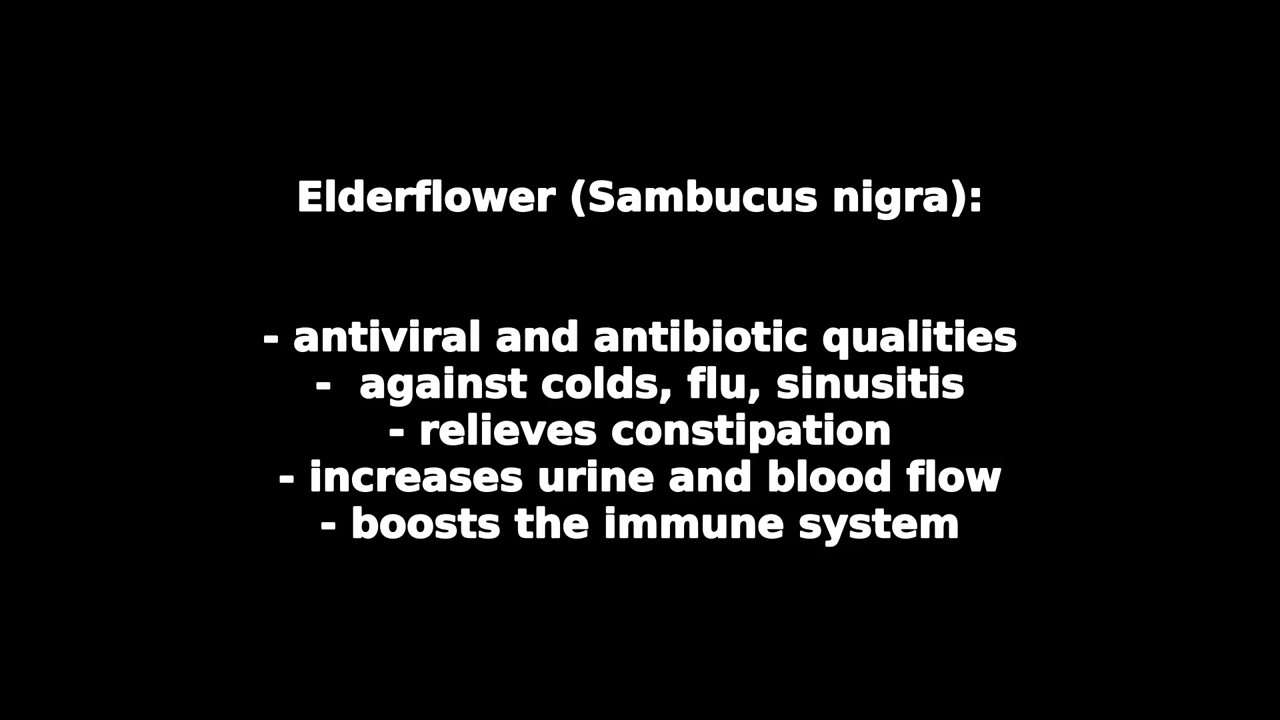 Elderflower (Sambucus nigra):
- antiviral and antibiotic qualities
-  against colds, flu, sinusitis
- relieves constipation
- increases urine and blood flow
- boosts the immune system